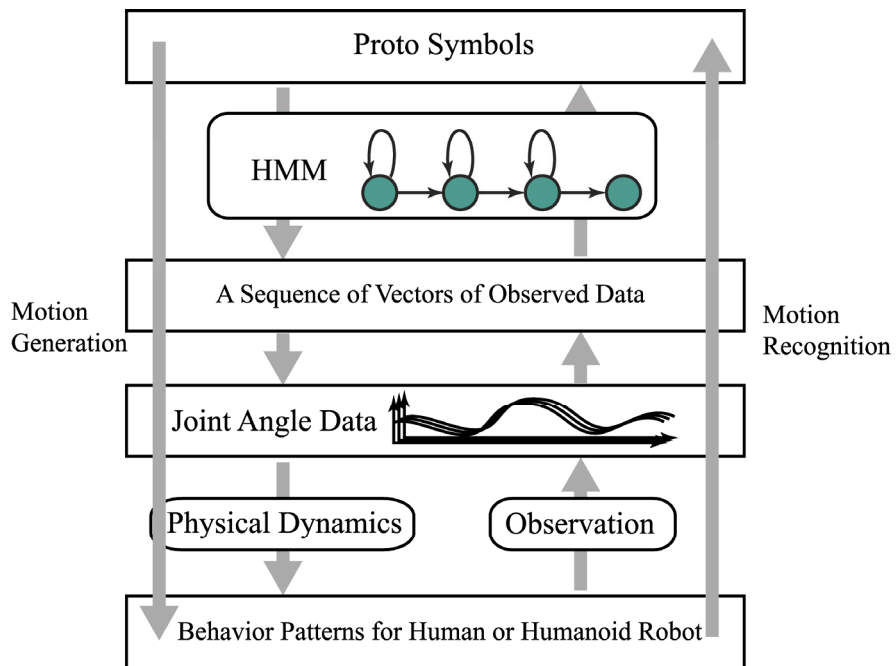 Proto Symbols
HMM
A Sequence of Vectors of Observed Data
Motion
Generation
Motion
Recognition
Joint Angle Data
Physical Dynamics
Observation
Behavior Patterns for Human or Humanoid Robot